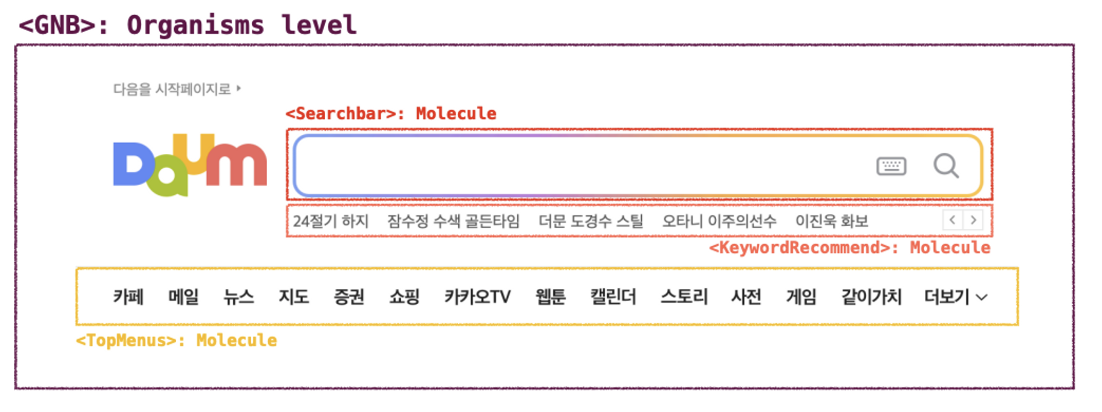 <GNB>: Organisms level
다음을 시작페이지로
<Searchbar>: Molecule
Daum
24절기 하지 잠수정 수색 골든타임 더문 도경수 스틸 오타니 이주의선수 이진욱 화보
<KeywordRecommend>: Molecule
카페 메일 뉴스 지도 증권 쇼핑 카카오TV 웹툰 캘린더 스토리 사전 게임 같이가치 더보기
<TopMenus>: Molecule